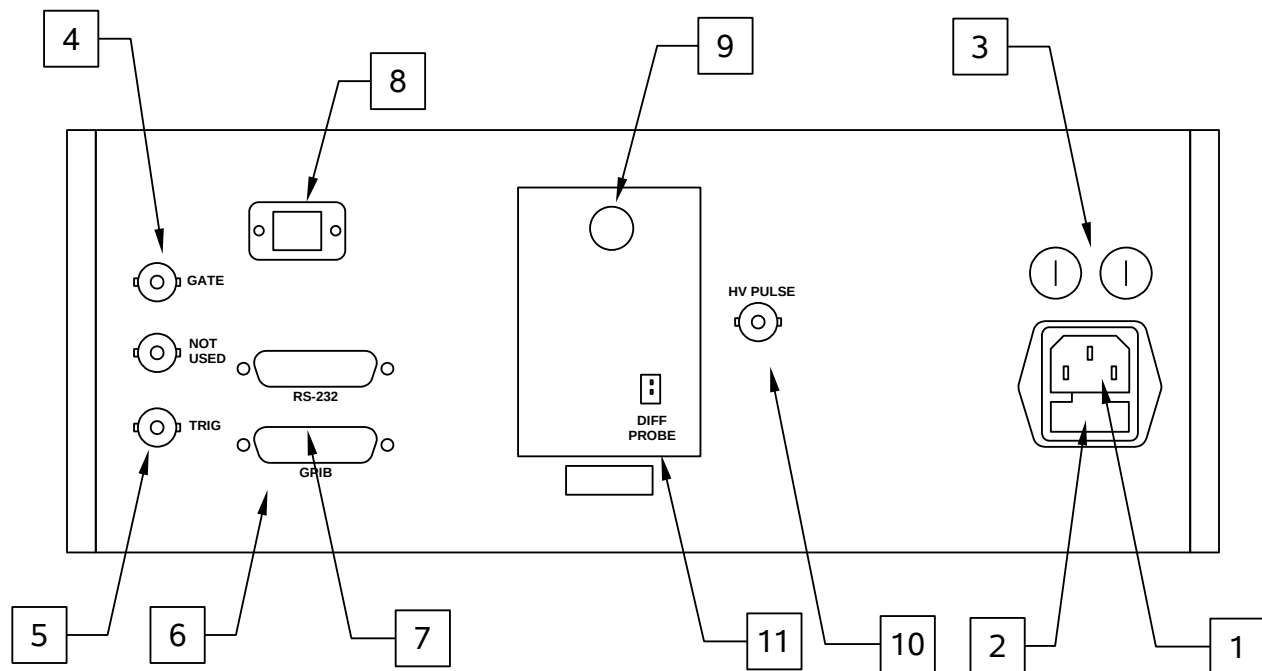 4
8
9
3
GATE
HV PULSE
NOT
USED
RS-232
TRIG
DIFF
PROBE
GPIB
5
6
7
11
10
2
1